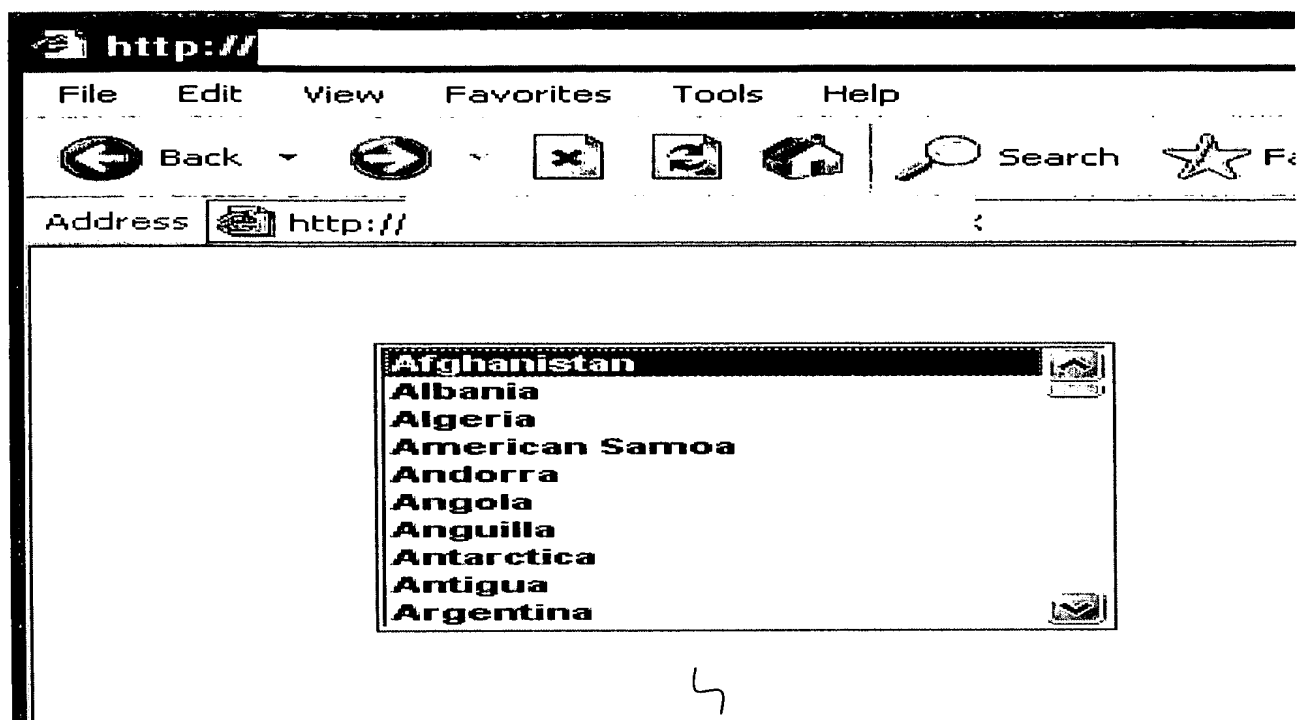 http://
File Edit View Favorites Tools Help
Back Search Fa
Address http://
Afghanistan
Albania
Algeria
American Samoa
Andorra
Angola
Anguilla
Antarctica
Antigua
Argentina